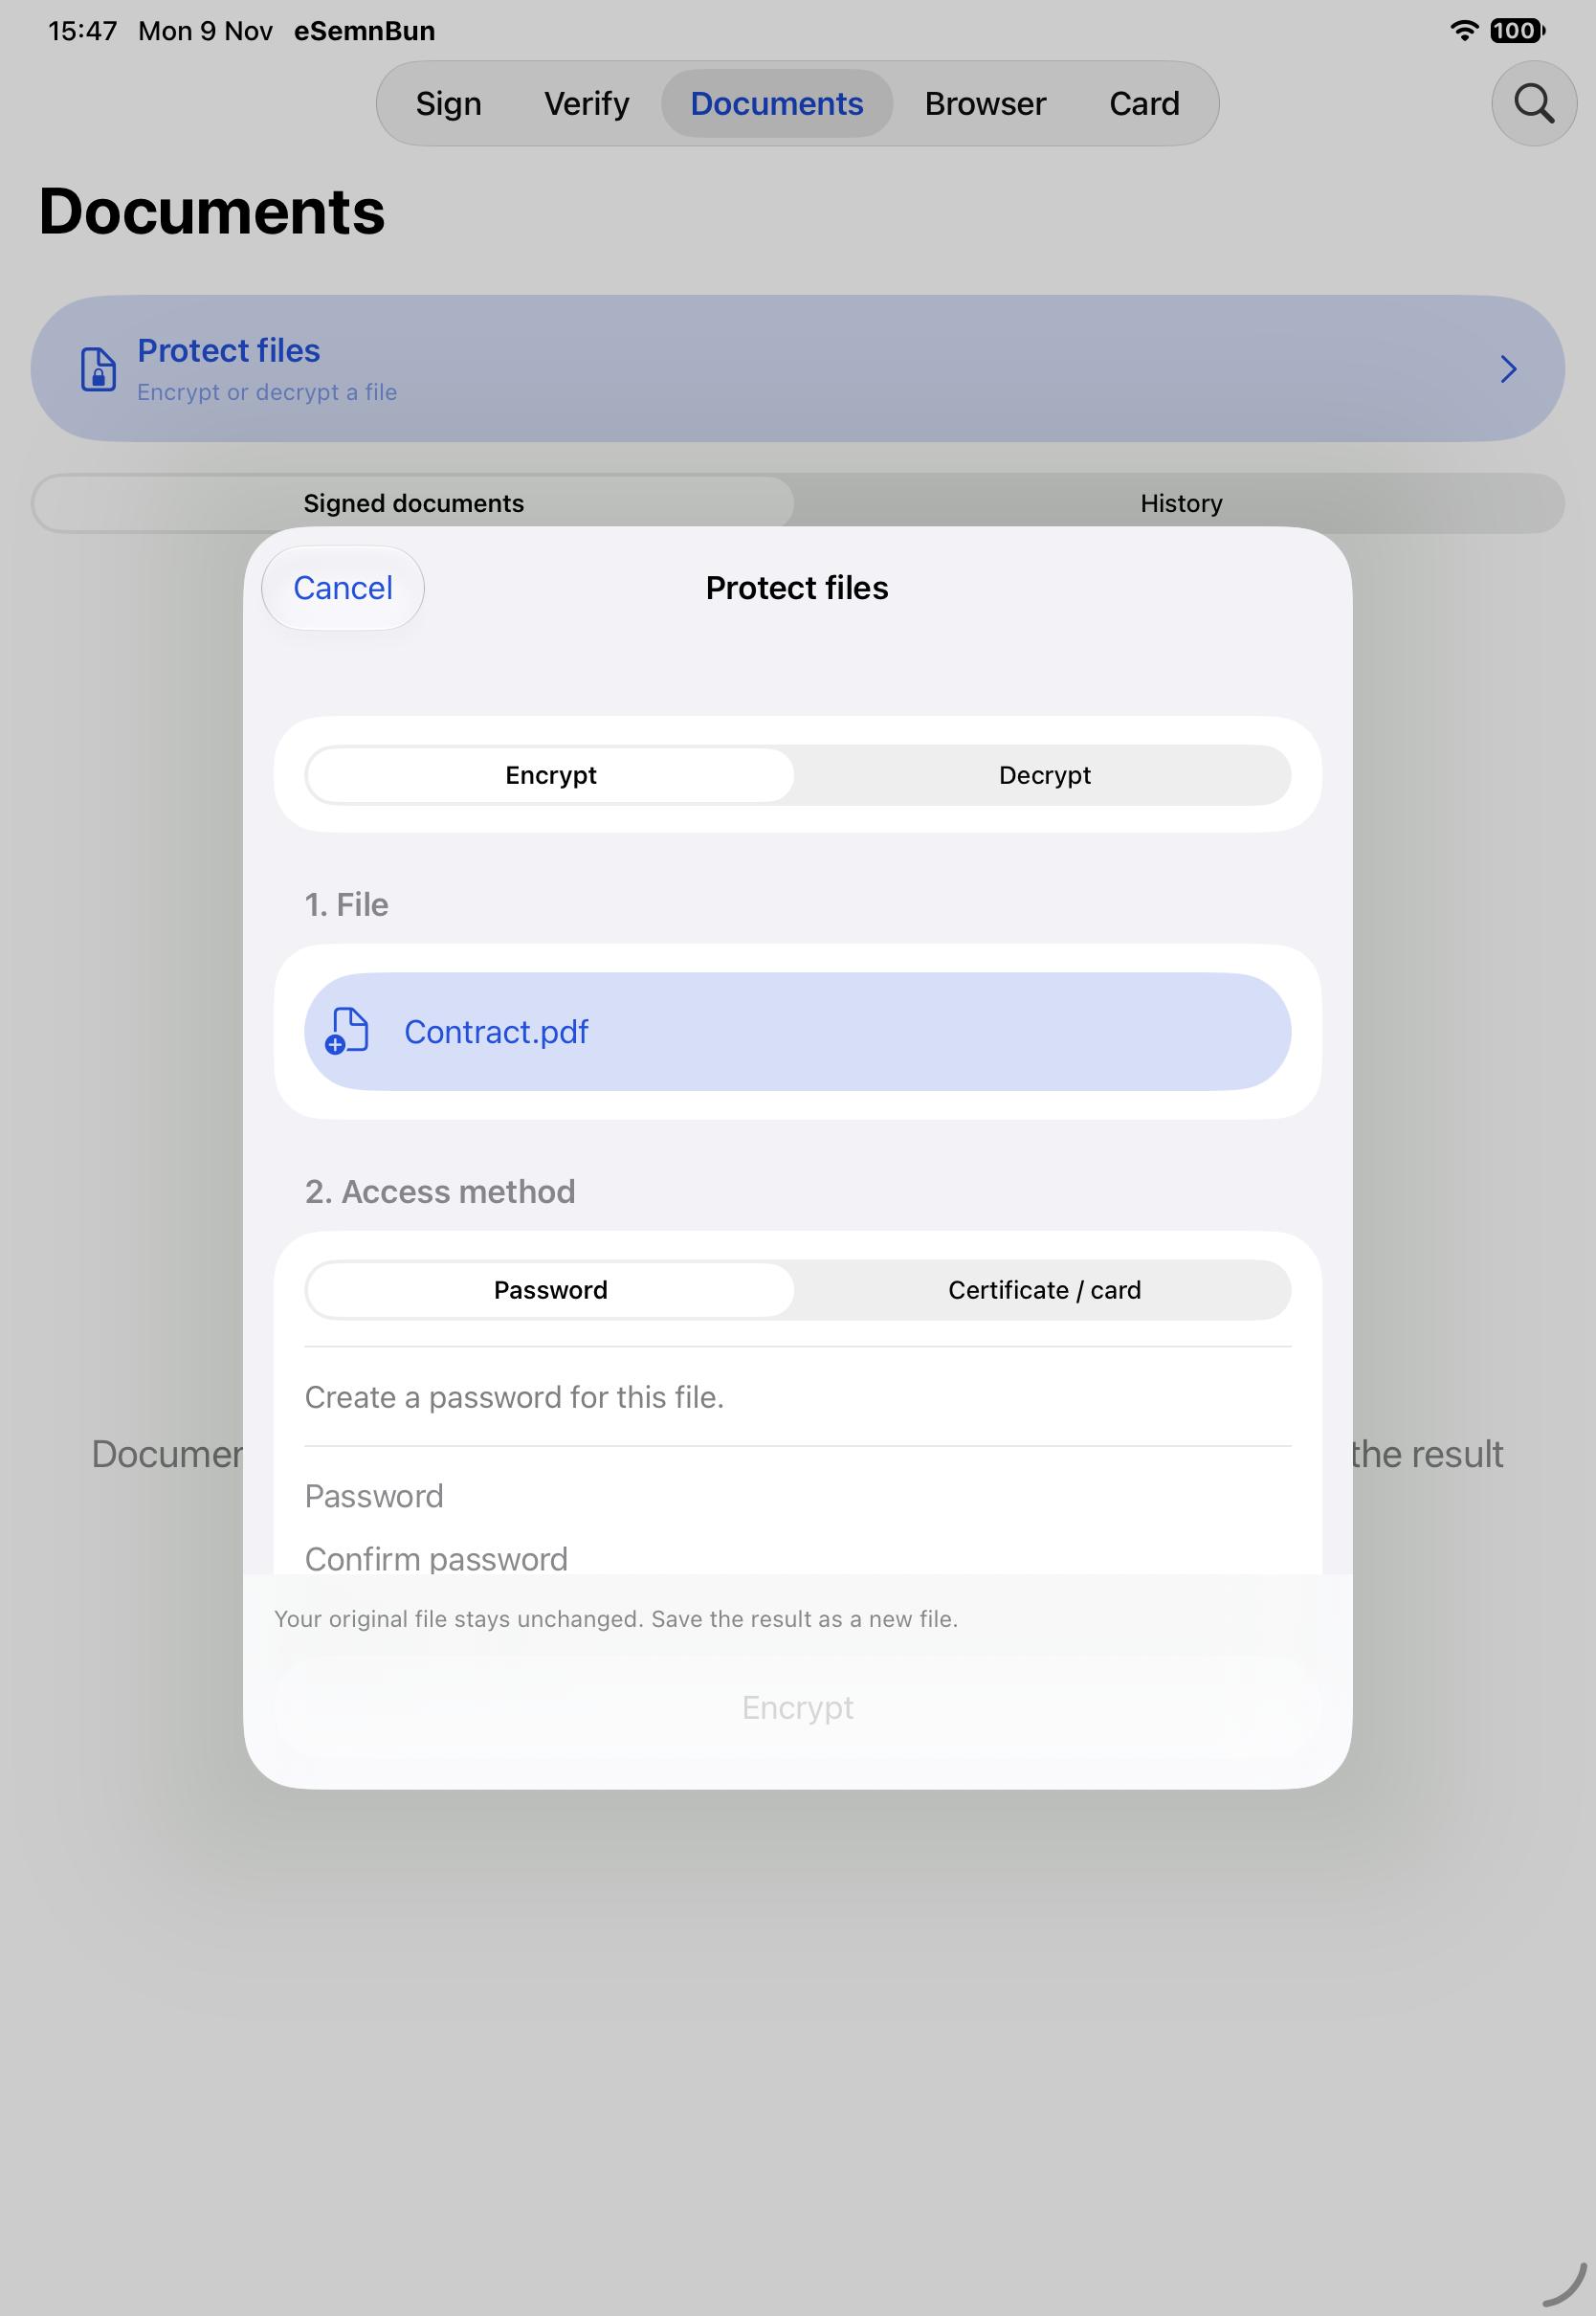 15:47 Mon 9 Nov eSemnBun 100
Sign Verify Documents Browser Card
Documents
Protect files
Encrypt or decrypt a file
Signed documents History
Cancel Protect files
Encrypt Decrypt
1. File
Contract.pdf
2. Access method
Password Certificate / card
Create a password for this file.
the result
Password
Confirm password
Your original file stays unchanged. Save the result as a new file.
Encrypt